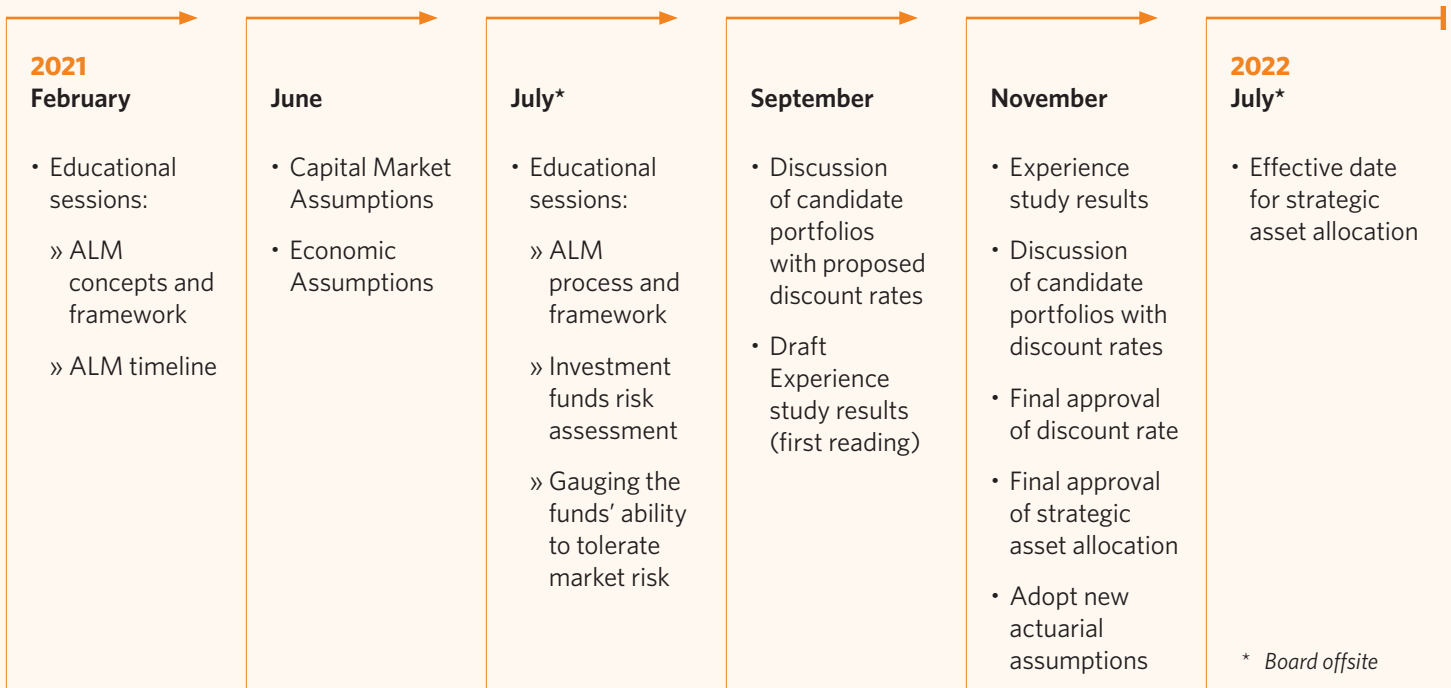 2021
February
• Educational
sessions:
» ALM
concepts and
framework
» ALM timeline
June
• Capital Market
Assumptions
• Economic
Assumptions
July*
• Educational
sessions:
» ALM
process and
framework
» Investment
funds risk
assessment
» Gauging the
funds’ ability
to tolerate
market risk
September
• Discussion
of candidate
portfolios
with proposed
discount rates
• Draft
Experience
study results
(first reading)
November
• Experience
study results
• Discussion
of candidate
portfolios with
discount rates
• Final approval
of discount rate
• Final approval
of strategic
asset allocation
• Adopt new
actuarial
assumptions
2022
July*
• Effective date
for strategic
asset allocation
* Board offsite